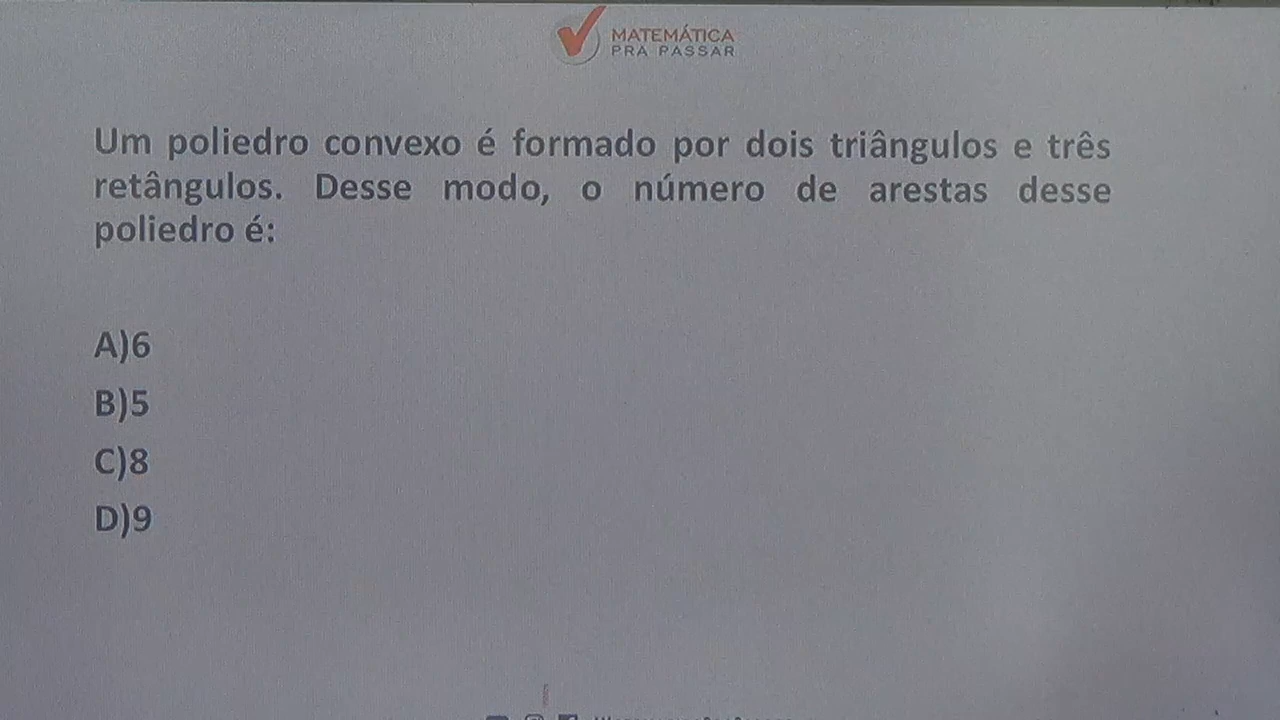 MATEMÁTICA
PRA PASSAR
Um poliedro convexo é formado por dois triângulos e três
retângulos. Desse modo, o número de arestas desse
poliedro é:
A)6
B)5
C)8
D)9